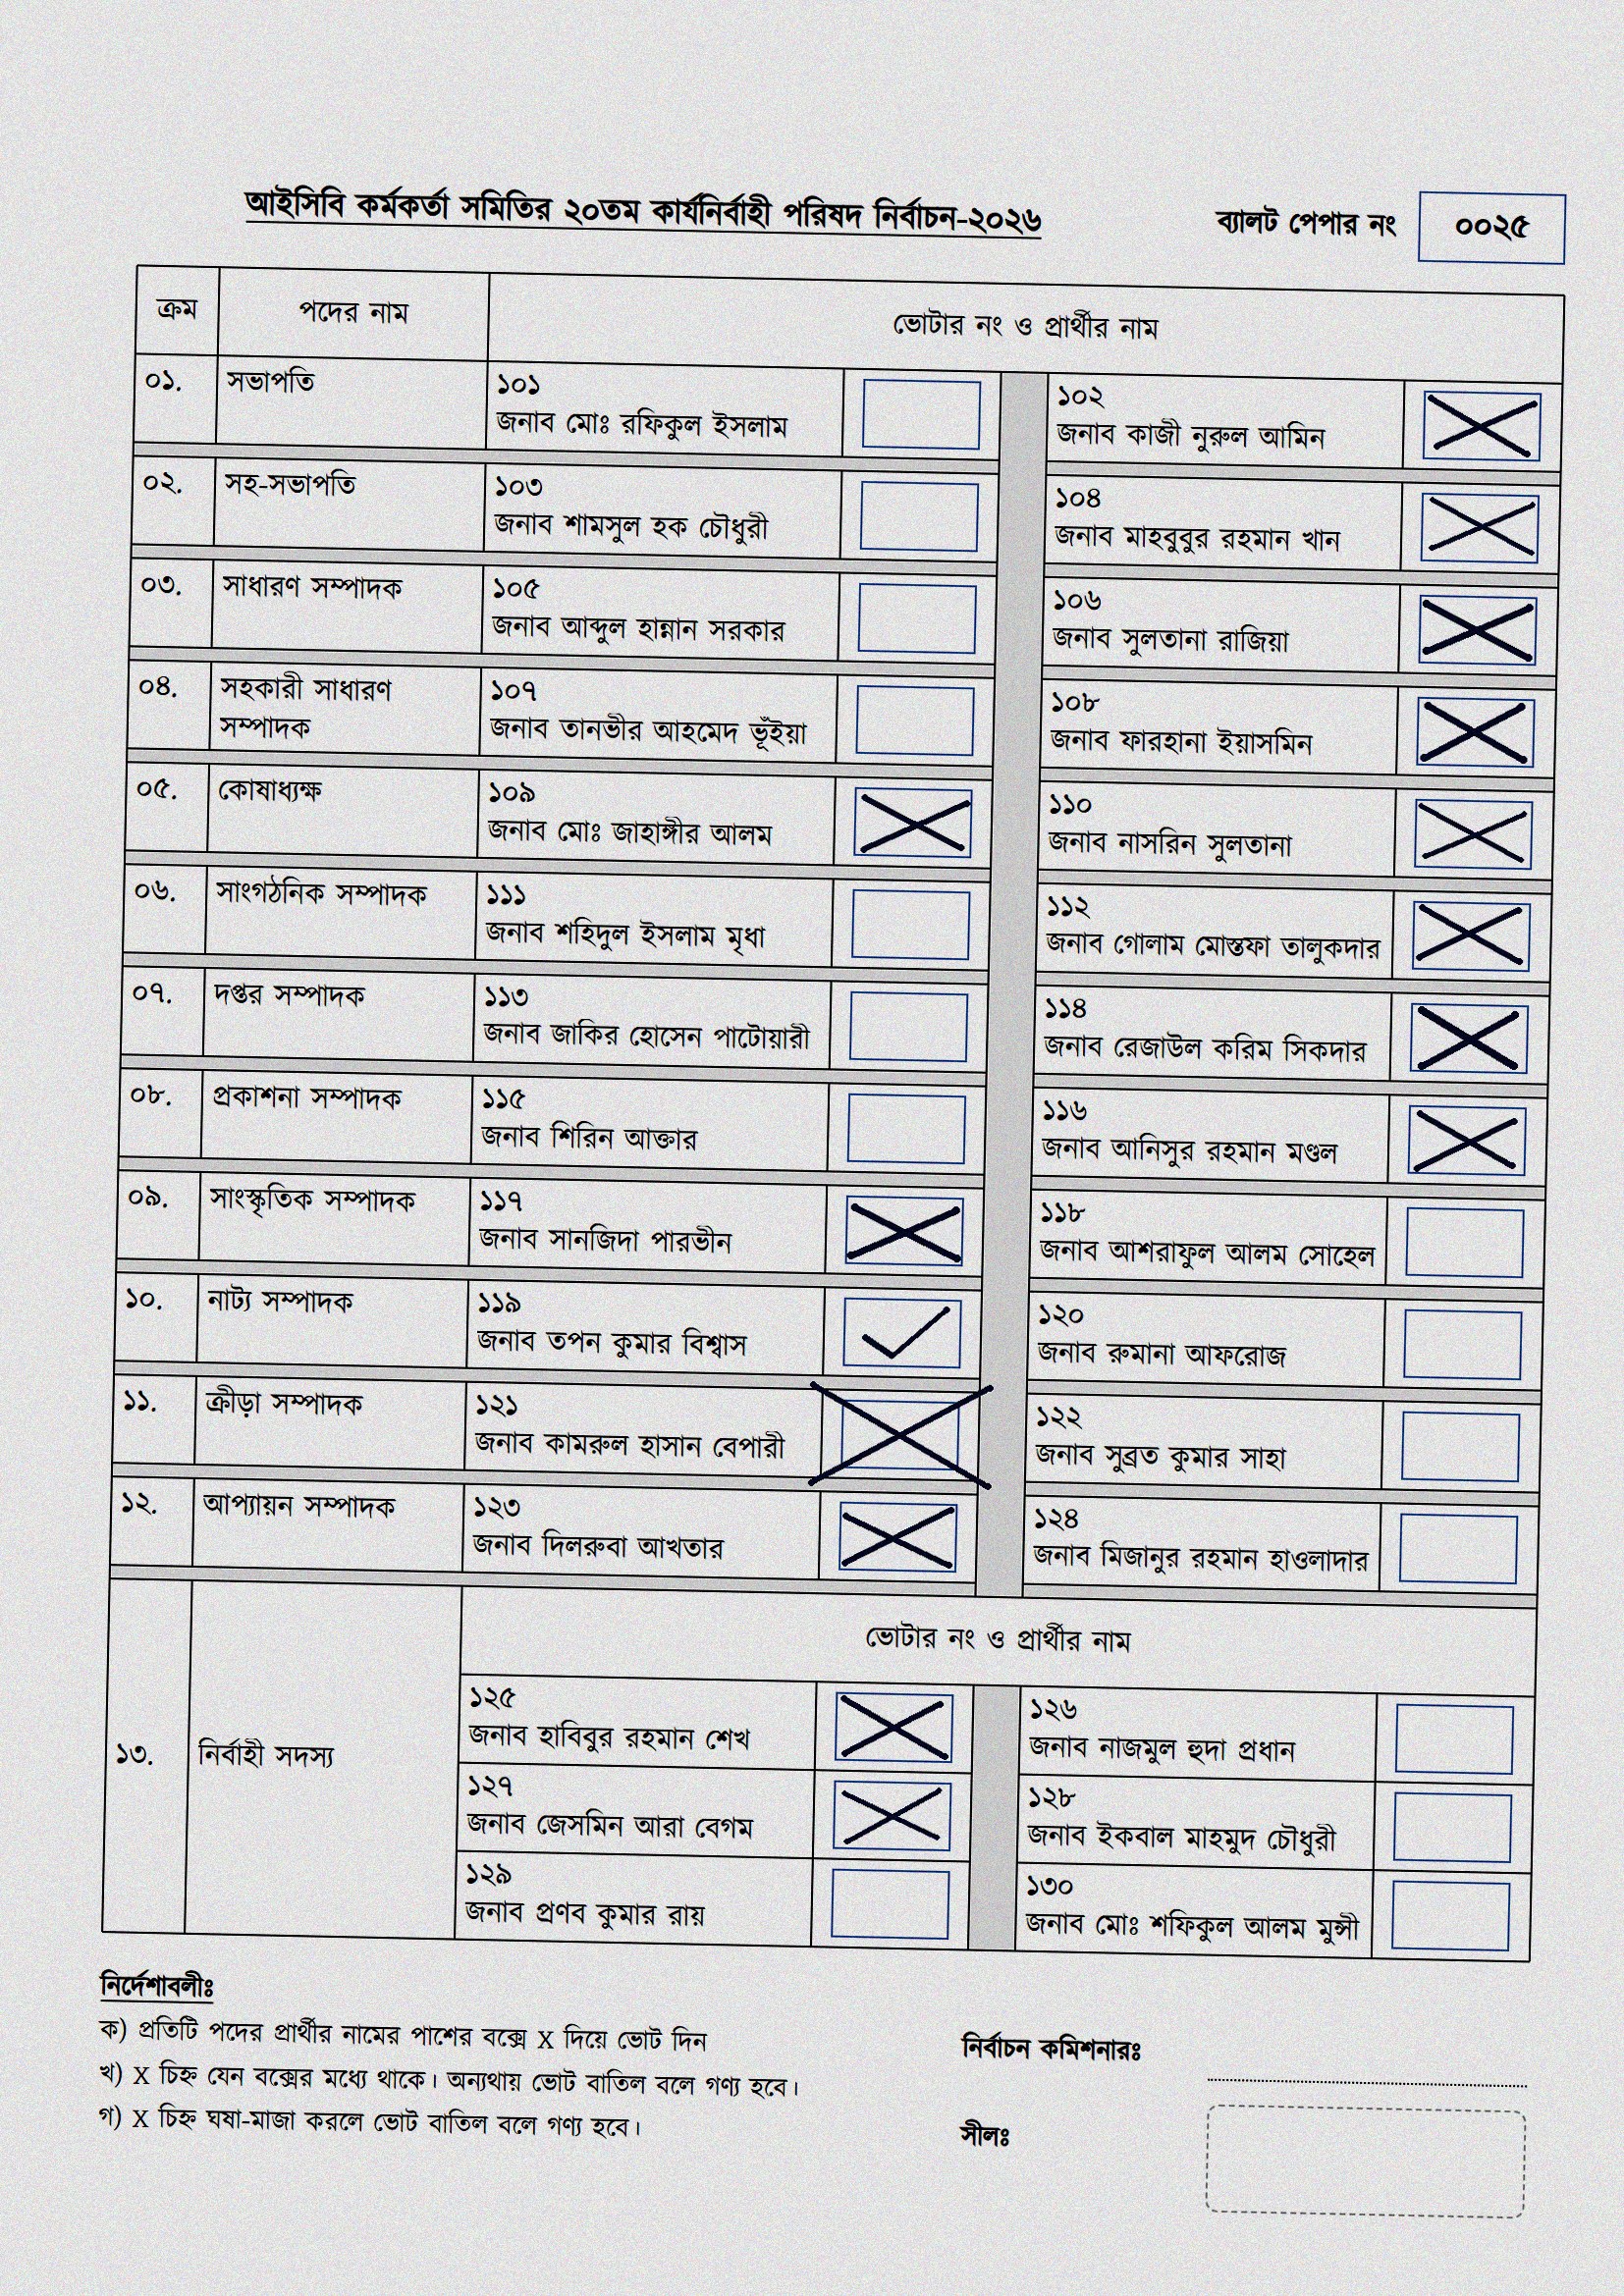 আইসিবি কর্মকর্তা সমিতির ২০তম কার্যনির্বাহী পরিষদ নির্বাচন-২০২৬
ব্যালট পেপার নং ০০২৫
ক্রম পদের নাম ভোটার নং ও প্রার্থীর নাম
০১. সভাপতি
১০১
জনাব মোঃ রফিকুল ইসলাম
১০২
জনাব কাজী নুরুল আমিন
০২. সহ-সভাপতি
১০৩
জনাব শামসুল হক চৌধুরী
১০৪
জনাব মাহবুবুর রহমান খান
০৩. সাধারণ সম্পাদক
১০৫
জনাব আব্দুল হান্নান সরকার
১০৬
জনাব সুলতানা রাজিয়া
০৪. সহকারী সাধারণ
সম্পাদক
১০৭
জনাব তানভীর আহমেদ ভূঁইয়া
১০৮
জনাব ফারহানা ইয়াসমিন
০৫. কোষাধ্যক্ষ
১০৯
জনাব মোঃ জাহাঙ্গীর আলম
১১০
জনাব নাসরিন সুলতানা
০৬. সাংগঠনিক সম্পাদক
১১১
জনাব শহিদুল ইসলাম মৃধা
১১২
জনাব গোলাম মোস্তফা তালুকদার
০৭. দপ্তর সম্পাদক
১১৩
জনাব জাকির হোসেন পাটোয়ারী
১১৪
জনাব রেজাউল করিম সিকদার
০৮. প্রকাশনা সম্পাদক
১১৫
জনাব শিরিন আক্তার
১১৬
জনাব আনিসুর রহমান মণ্ডল
০৯. সাংস্কৃতিক সম্পাদক
১১৭
জনাব সানজিদা পারভীন
১১৮
জনাব আশরাফুল আলম সোহেল
১০. নাট্য সম্পাদক
১১৯
জনাব তপন কুমার বিশ্বাস
১২০
জনাব রুমানা আফরোজ
১১. ক্রীড়া সম্পাদক
১২১
জনাব কামরুল হাসান বেপারী
১২২
জনাব সুব্রত কুমার সাহা
১২. আপ্যায়ন সম্পাদক
১২৩
জনাব দিলরুবা আখতার
১২৪
জনাব মিজানুর রহমান হাওলাদার
ভোটার নং ও প্রার্থীর নাম
১৩. নির্বাহী সদস্য
১২৫
জনাব হাবিবুর রহমান শেখ
১২৬
জনাব নাজমুল হুদা প্রধান
১২৭
জনাব জেসমিন আরা বেগম
১২৮
জনাব ইকবাল মাহমুদ চৌধুরী
১২৯
জনাব প্রণব কুমার রায়
১৩০
জনাব মোঃ শফিকুল আলম মুন্সী
নির্দেশাবলীঃ
ক) প্রতিটি পদের প্রার্থীর নামের পাশের বক্সে x দিয়ে ভোট দিন
খ) x চিহ্ন যেন বক্সের মধ্যে থাকে। অন্যথায় ভোট বাতিল বলে গণ্য হবে।
গ) x চিহ্ন ঘষা-মাজা করলে ভোট বাতিল বলে গণ্য হবে।
নির্বাচন কমিশনারঃ
সীলঃ